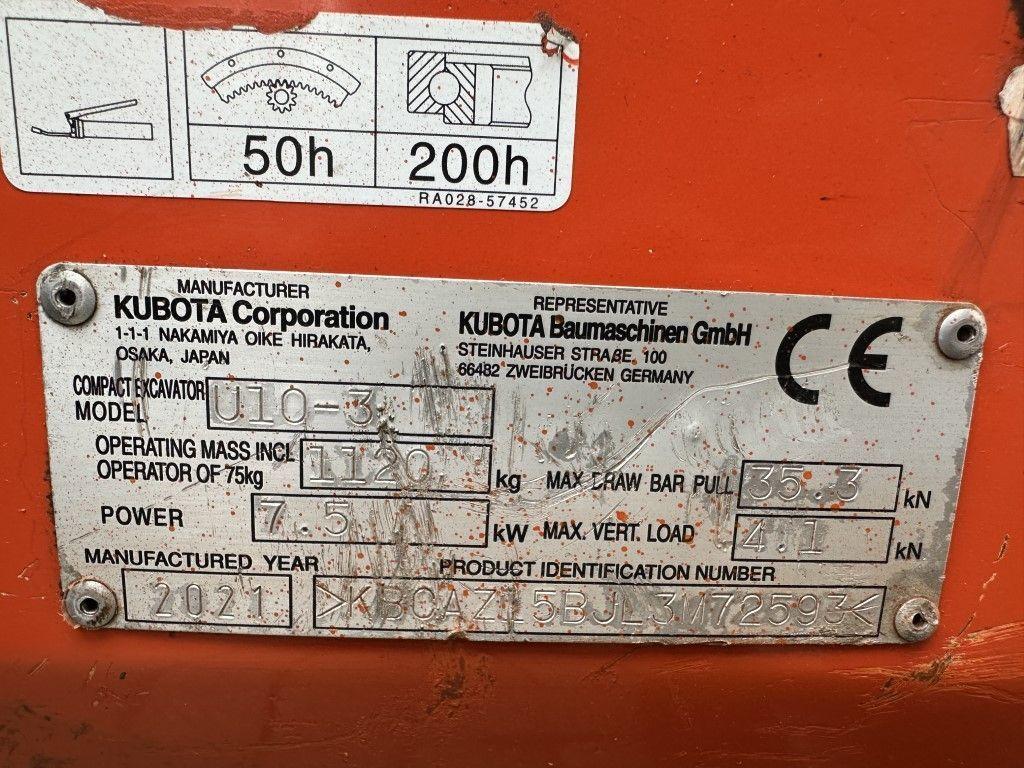 50h 200h
RA028-57452
MANUFACTURER
KUBOTA Corporation
1-1-1 NAKAMIYA OIKE HIRAKATA,
OSAKA, JAPAN
REPRESENTATIVE
KUBOTA Baumaschinen GmbH
STEINHAUSER STRAßE 100
66482 ZWEIBRÜCKEN GERMANY
CE
COMPACT EXCAVATOR
MODEL U10-3
OPERATING MASS INCL
OPERATOR OF 75kg 1120 kg
MAX DRAW BAR PULL 35.3 kN
POWER 7.5 kW
MAX. VERT. LOAD 4.1 kN
MANUFACTURED YEAR
2021
PRODUCT IDENTIFICATION NUMBER
>KBCAZ15BJL3M72593<